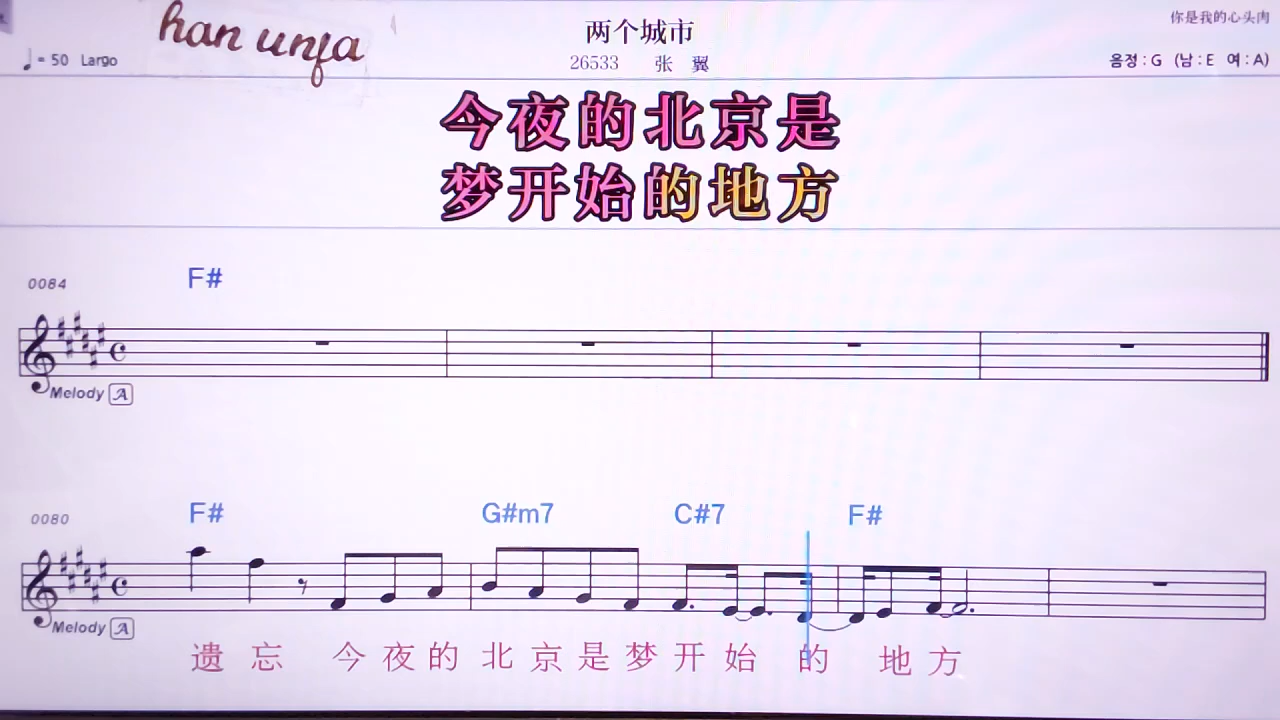 han unfa
两个城市
你是我的心头肉
♩= 50 Largo
26533 张 翼
음정 : G (남 : E 여 : A)
今夜的北京是
梦开始的地方
0084
F#
Melody A
0080
F# G#m7 C#7 F#
Melody A
遗 忘 今 夜 的 北 京 是 梦 开 始 的 地 方